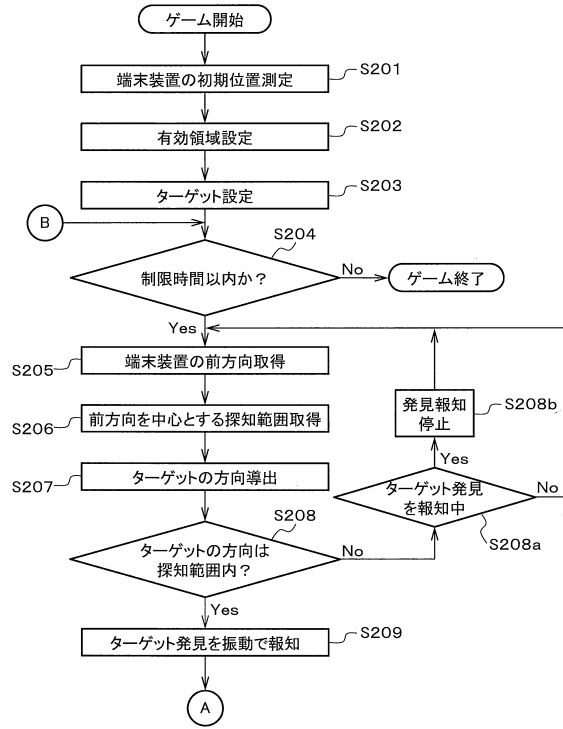 ゲーム開始
端末装置の初期位置測定
S201
有効領域設定
S202
ターゲット設定
S203
B
S204
制限時間以内か？
No
ゲーム終了
Yes
端末装置の前方向取得
S205
発見報知
停止
S208b
前方向を中心とする探知範囲取得
S206
Yes
ターゲットの方向導出
S207
ターゲット発見
を報知中
No
S208a
S208
ターゲットの方向は
探知範囲内？
No
Yes
ターゲット発見を振動で報知
S209
A